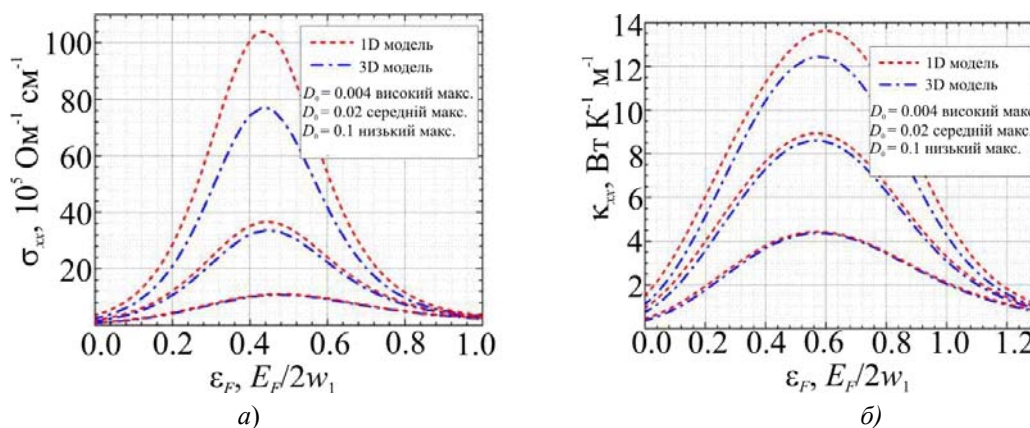 σxx, 10⁵ Ом⁻¹ см⁻¹
100
80
60
40
20
1D модель
3D модель
D₀ = 0.004 високий макс.
D₀ = 0.02 середній макс.
D₀ = 0.1 низький макс.
0.0 0.2 0.4 0.6 0.8 1.0
εF, EF/2w₁
а)
κxx, Вт К⁻¹ м⁻¹
14
12
10
8
6
4
2
1D модель
3D модель
D₀ = 0.004 високий мак
D₀ = 0.02 середній мак
D₀ = 0.1 низький макс.
0.0 0.2 0.4 0.6 0.8 1.0 1.2
εF, EF/2w₁
б)